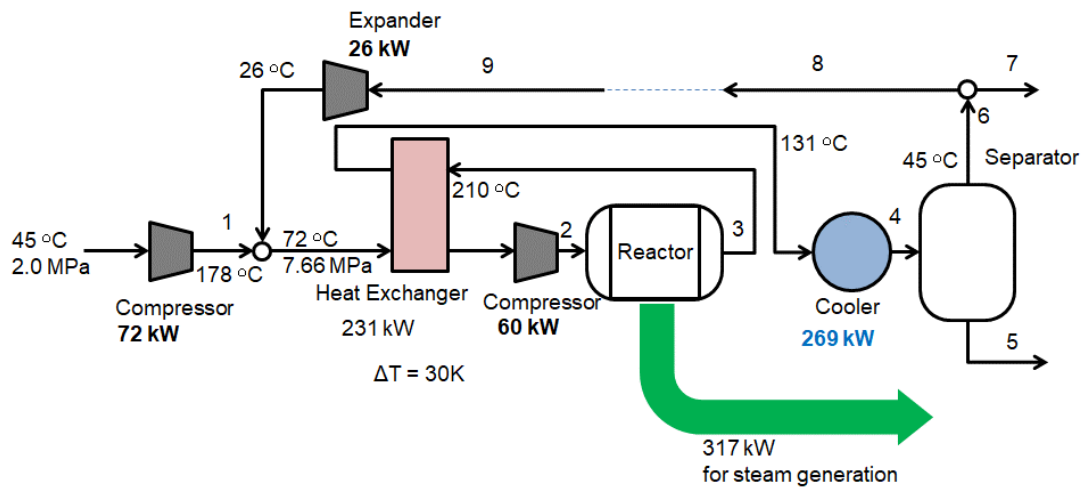 Expander
26 kW
26 °C
9
8
7
6
131 °C
45 °C
Separator
210 °C
1
2
3
4
45 °C
2.0 MPa
72 °C
7.66 MPa
178 °C
Reactor
Compressor
72 kW
Heat Exchanger
231 kW
Compressor
60 kW
Cooler
269 kW
5
ΔT = 30K
317 kW
for steam generation